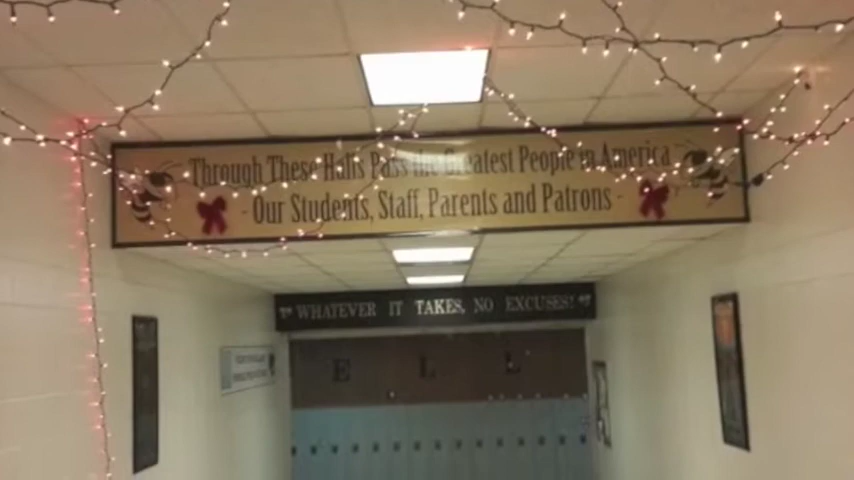 Through These Halls Pass the Greatest People in America
- Our Students, Staff, Parents and Patrons -
WHATEVER IT TAKES, NO EXCUSES!
E L L